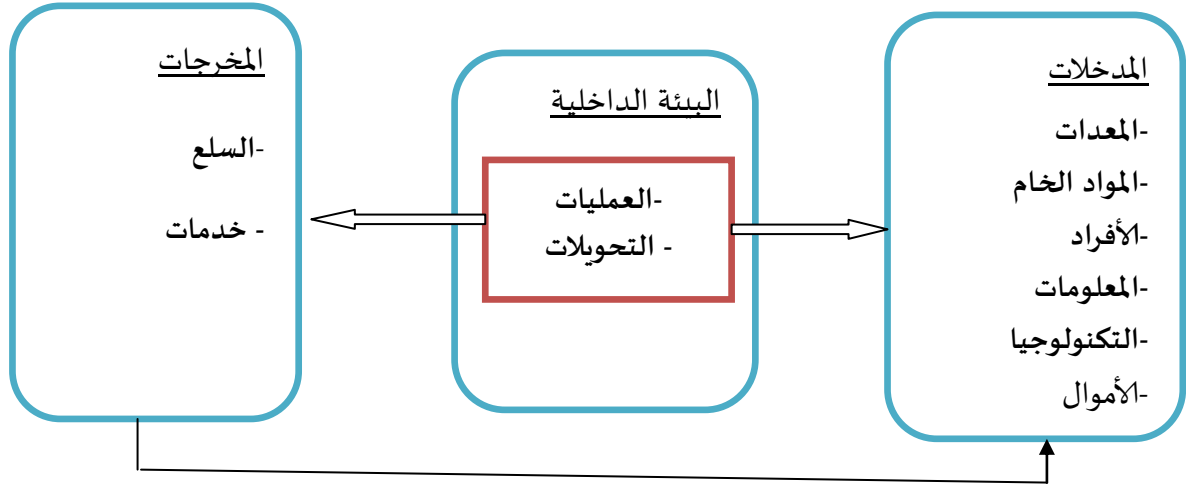 المدخلات
-المعدات
-المواد الخام
-الأفراد
-المعلومات
-التكنولوجيا
-الأموال
البيئة الداخلية
-العمليات
- التحويلات
المخرجات
-السلع
- خدمات